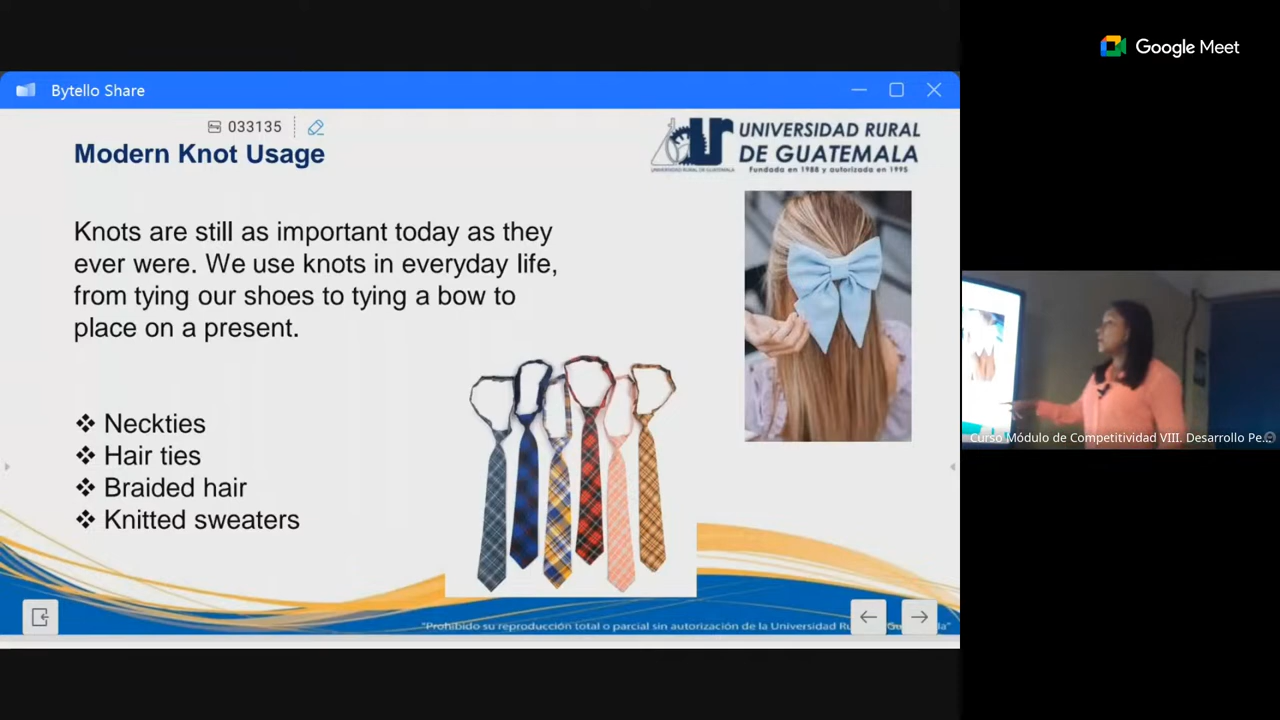 Google Meet
Bytello Share
033135
Modern Knot Usage
UNIVERSIDAD RURAL
DE GUATEMALA
Fundada en 1988 y autorizada en 1995
UNIVERSIDAD RURAL DE GUATEMALA
Knots are still as important today as they
ever were. We use knots in everyday life,
from tying our shoes to tying a bow to
place on a present.
❖ Neckties
❖ Hair ties
❖ Braided hair
❖ Knitted sweaters
Curso Módulo de Competitividad VIII. Desarrollo Pe...
"Prohibido su reproducción total o parcial sin autorización de la Universidad